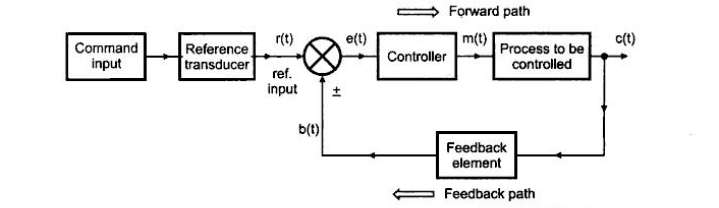 Forward path
Command
input
Reference
transducer
r(t)
ref.
input
e(t)
±
Controller
m(t)
Process to be
controlled
c(t)
b(t)
Feedback
element
Feedback path